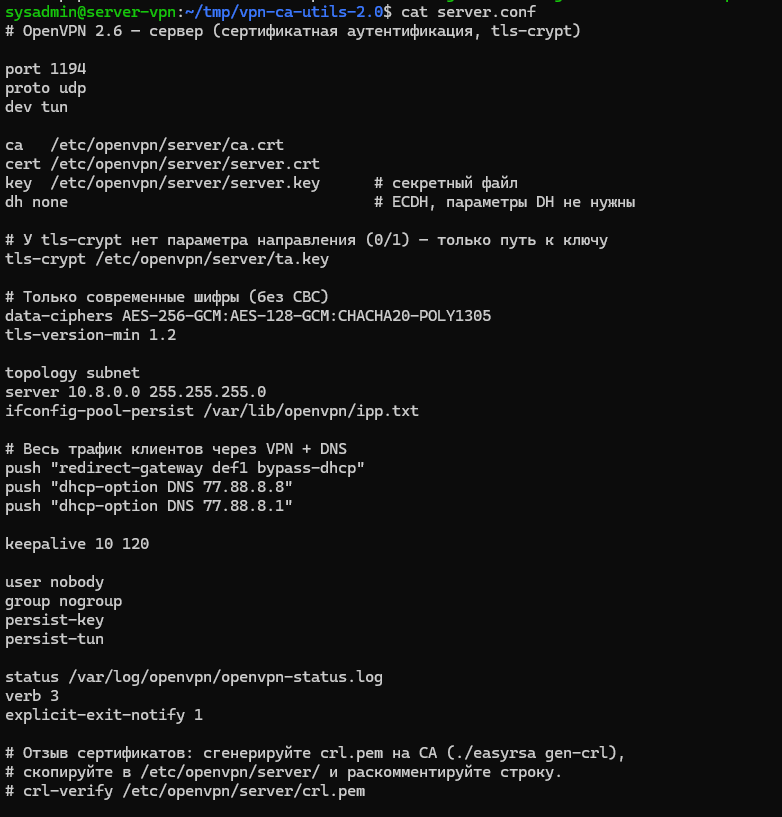 sysadmin@server-vpn:~/tmp/vpn-ca-utils-2.0$ cat server.conf
# OpenVPN 2.6 — сервер (сертификатная аутентификация, tls-crypt)
port 1194
proto udp
dev tun
ca   /etc/openvpn/server/ca.crt
cert /etc/openvpn/server/server.crt
key  /etc/openvpn/server/server.key      # секретный файл
dh none                                  # ECDH, параметры DH не нужны
# У tls-crypt нет параметра направления (0/1) — только путь к ключу
tls-crypt /etc/openvpn/server/ta.key
# Только современные шифры (без CBC)
data-ciphers AES-256-GCM:AES-128-GCM:CHACHA20-POLY1305
tls-version-min 1.2
topology subnet
server 10.8.0.0 255.255.255.0
ifconfig-pool-persist /var/lib/openvpn/ipp.txt
# Весь трафик клиентов через VPN + DNS
push "redirect-gateway def1 bypass-dhcp"
push "dhcp-option DNS 77.88.8.8"
push "dhcp-option DNS 77.88.8.1"
keepalive 10 120
user nobody
group nogroup
persist-key
persist-tun
status /var/log/openvpn/openvpn-status.log
verb 3
explicit-exit-notify 1
# Отзыв сертификатов: сгенерируйте crl.pem на CA (./easyrsa gen-crl),
# скопируйте в /etc/openvpn/server/ и раскомментируйте строку.
# crl-verify /etc/openvpn/server/crl.pem